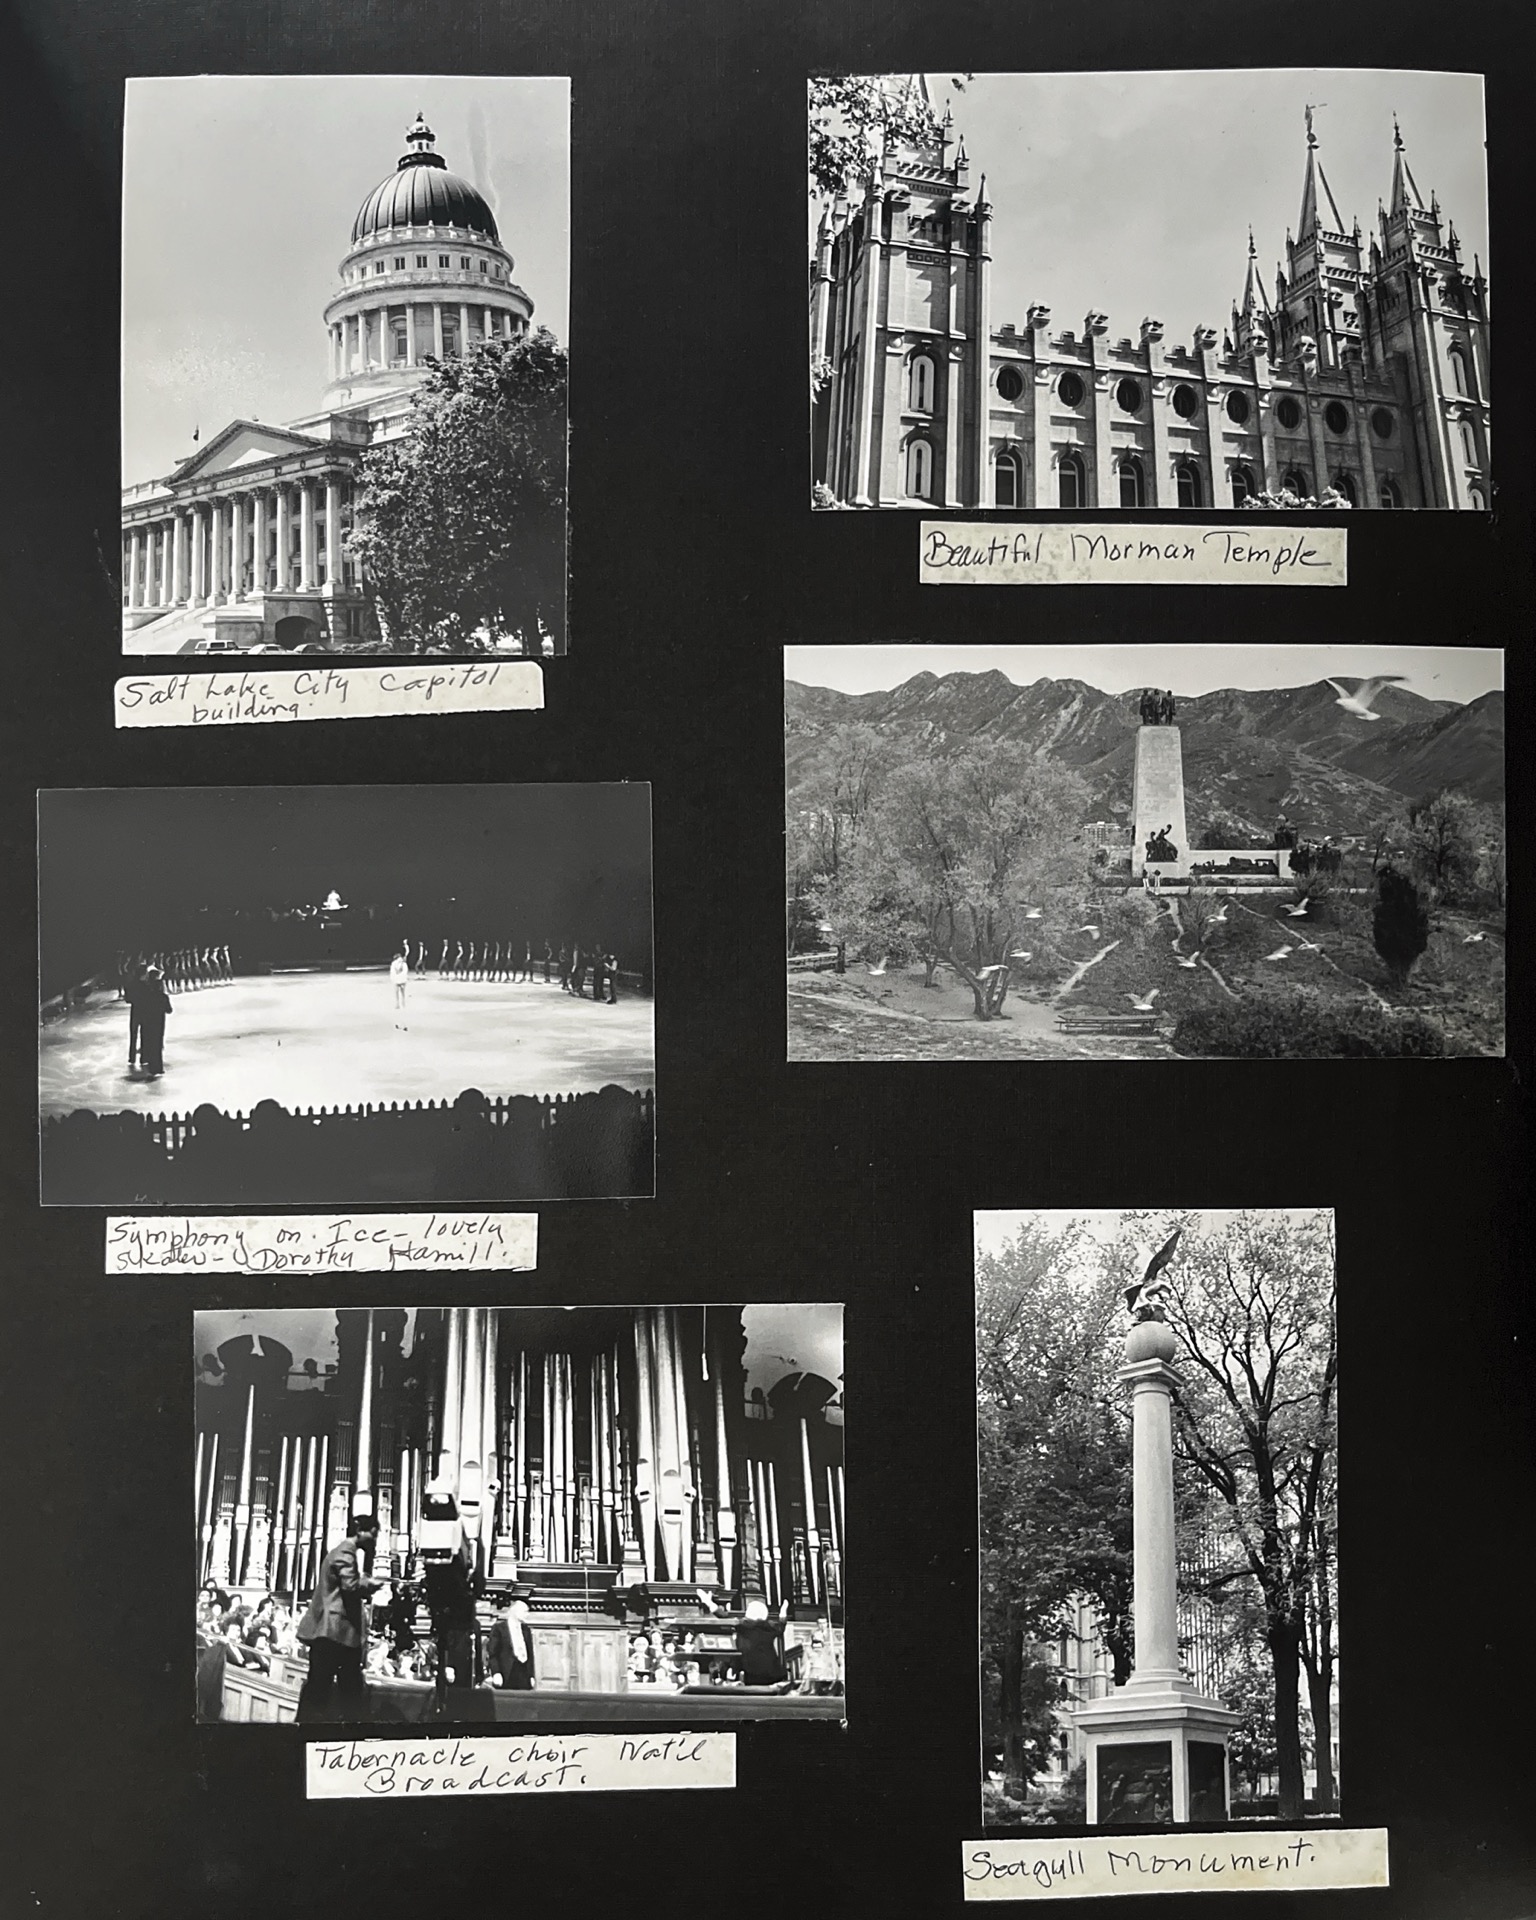 Salt Lake City Capitol
building.
Beautiful Morman Temple
Symphony on Ice- lovely
skater- Dorothy Hamill.
Tabernacle choir Nat'l
Broadcast.
Seagull Monument.